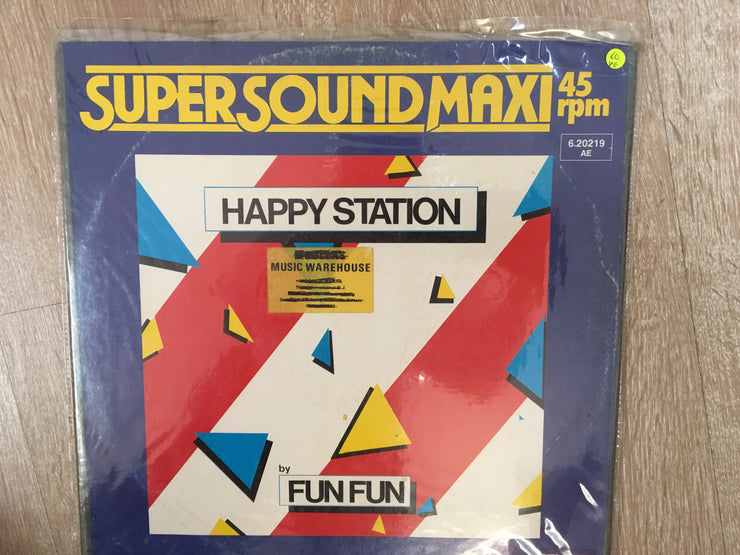 SUPERSOUND MAXI 45 rpm
6.20219
AE
HAPPY STATION
MUSIC WAREHOUSE
by
FUN FUN